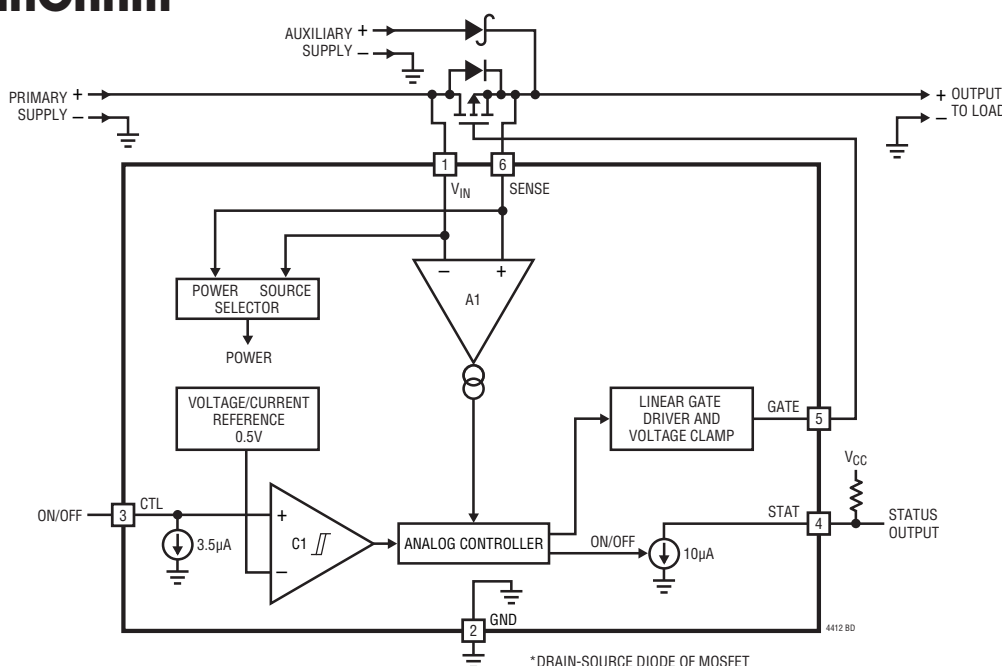 AUXILIARY +
SUPPLY –
PRIMARY +
SUPPLY –
+ OUTPUT
– TO LOAD
1
6
VIN
SENSE
– +
A1
POWER SOURCE
SELECTOR
POWER
VOLTAGE/CURRENT
REFERENCE
0.5V
LINEAR GATE
DRIVER AND
VOLTAGE CLAMP
GATE
5
VCC
ON/OFF
3
CTL
3.5µA
+
C1
–
ANALOG CONTROLLER
ON/OFF
10µA
STAT
4
STATUS
OUTPUT
2
GND
4412 BD
*DRAIN-SOURCE DIODE OF MOSFET